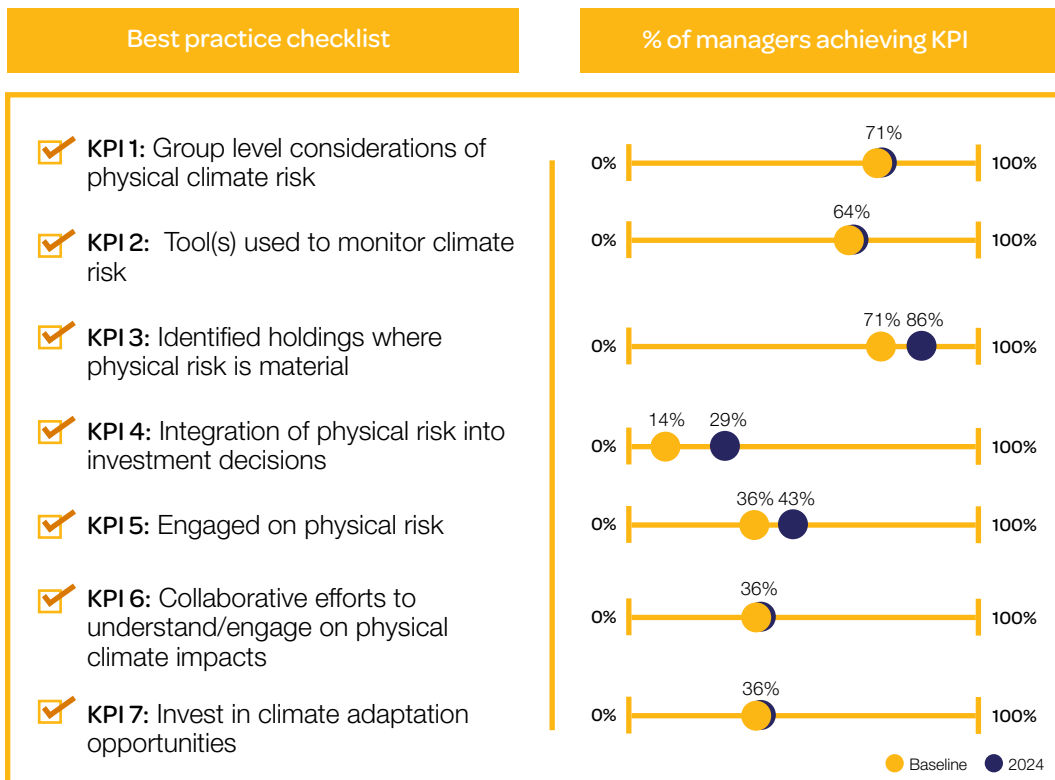 Best practice checklist
% of managers achieving KPI
KPI 1: Group level considerations of
physical climate risk
0%
71%
100%
KPI 2: Tool(s) used to monitor climate
risk
0%
64%
100%
KPI 3: Identified holdings where
physical risk is material
0%
71% 86%
100%
KPI 4: Integration of physical risk into
investment decisions
0%
14% 29%
100%
KPI 5: Engaged on physical risk
0%
36% 43%
100%
KPI 6: Collaborative efforts to
understand/engage on physical
climate impacts
0%
36%
100%
KPI 7: Invest in climate adaptation
opportunities
0%
36%
100%
Baseline 2024